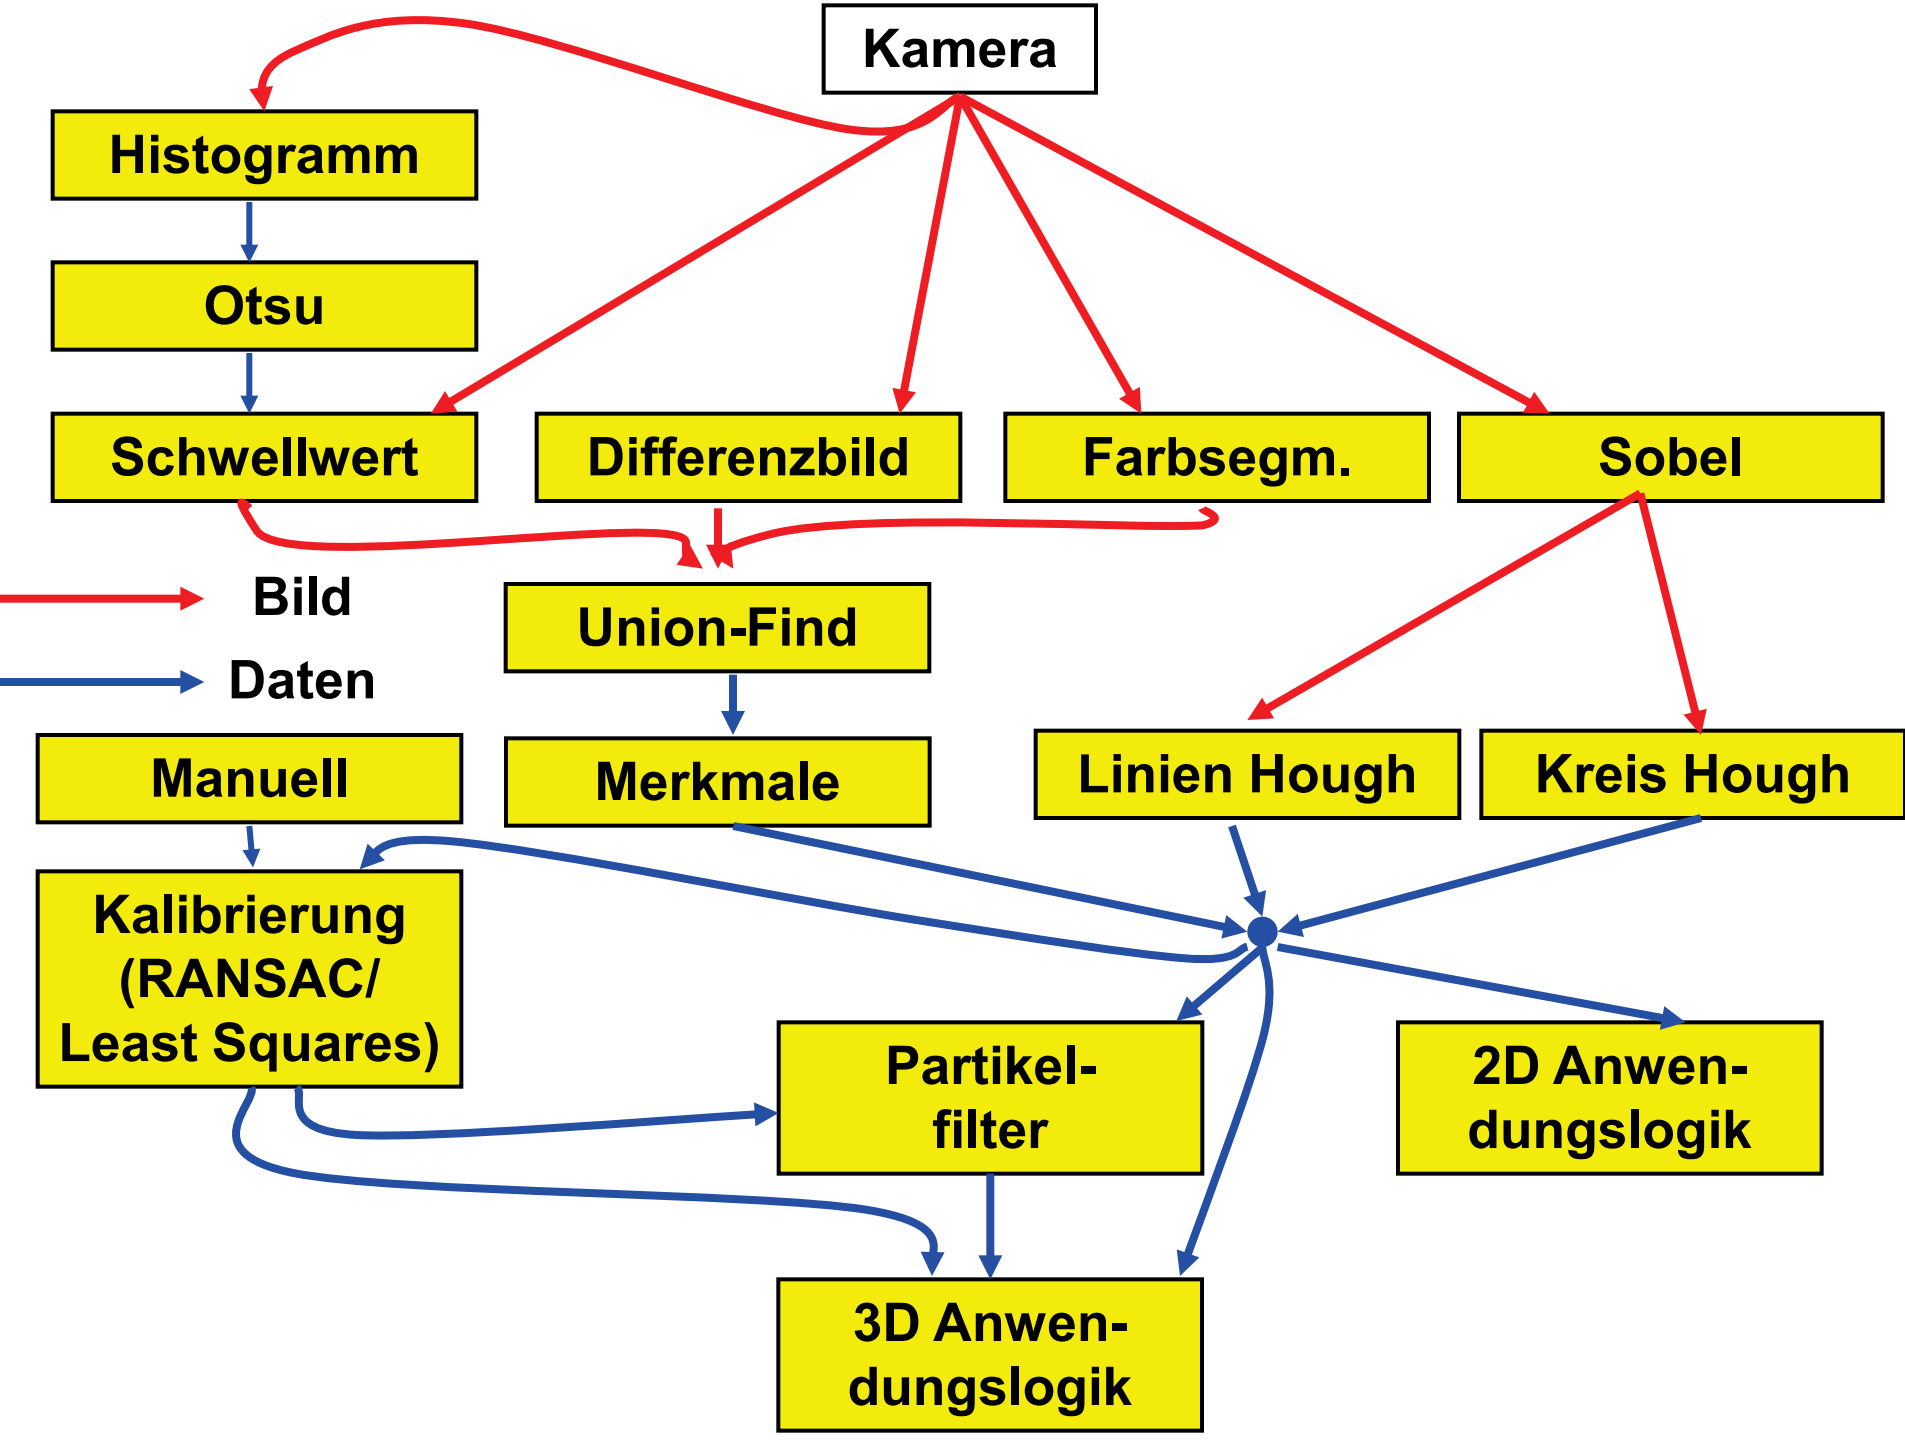 Kamera
Histogramm
Otsu
Schwellwert
Differenzbild
Farbsegm.
Sobel
Bild
Daten
Union-Find
Manuell
Merkmale
Linien Hough
Kreis Hough
Kalibrierung
(RANSAC/
Least Squares)
Partikel-
filter
2D Anwen-
dungslogik
3D Anwen-
dungslogik